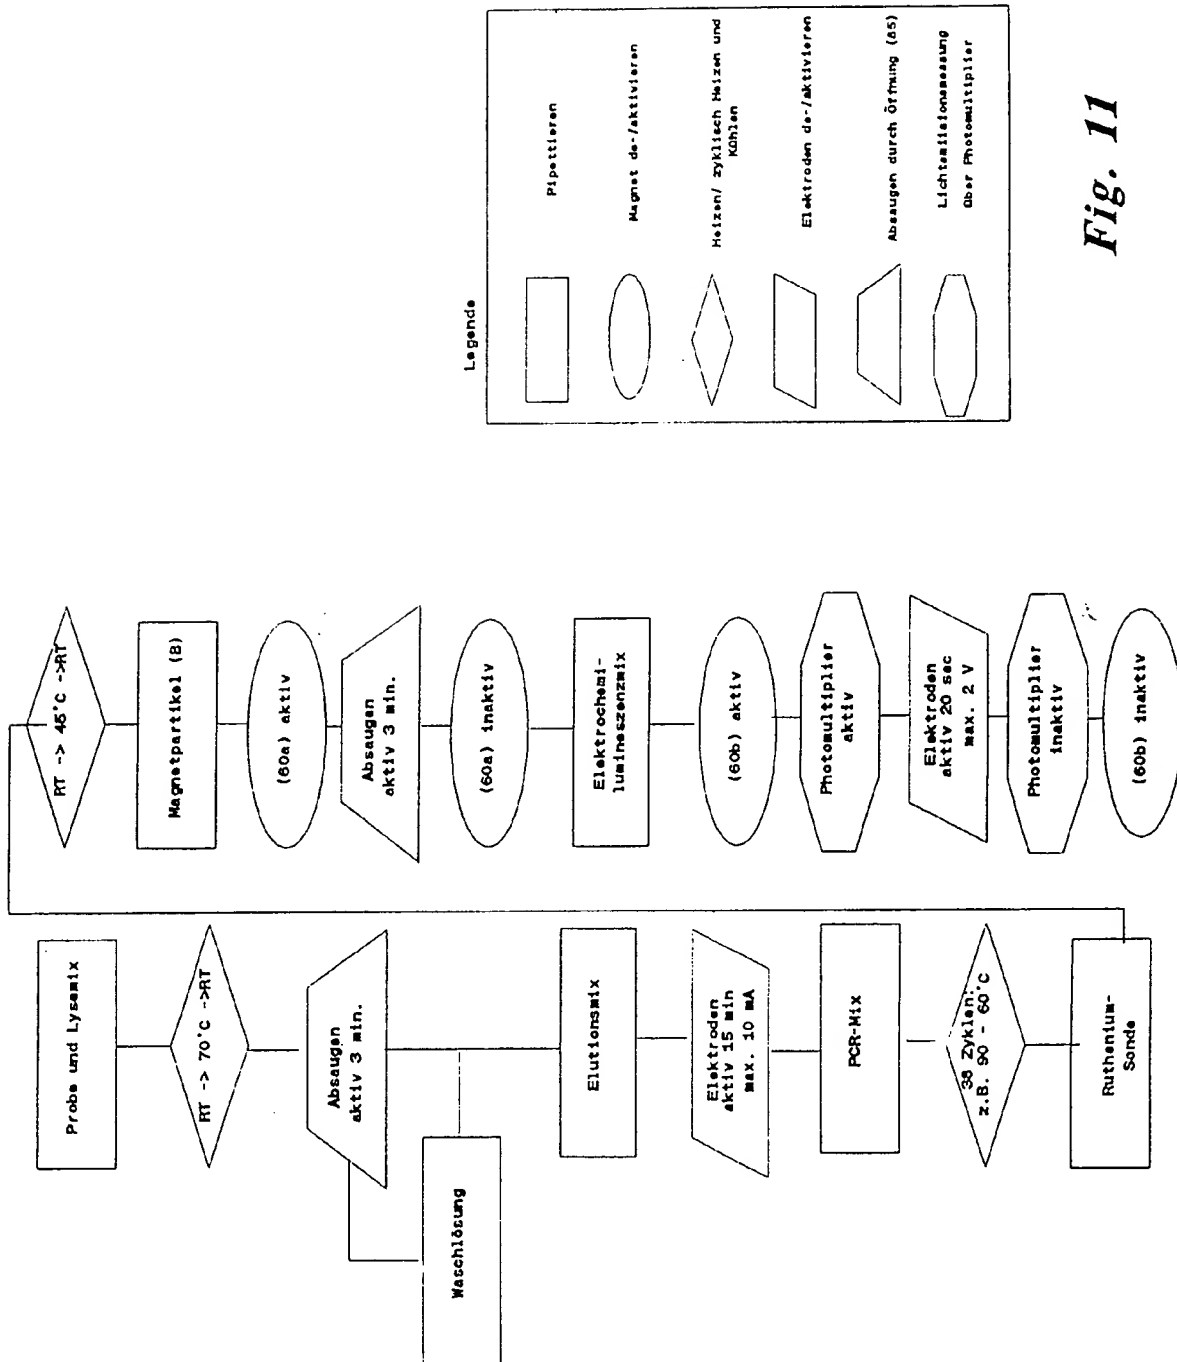 Probe und Lysemix
RT -> 70°C ->RT
Absaugen
aktiv 3 min.
Waschlösung
Elutionsmix
Elektroden
aktiv 15 min
max. 10 mA
PCR-Mix
38 Zyklen:
z.B. 90 - 60°C
Ruthenium-
Sonde
RT -> 45°C ->RT
Magnetpartikel (B)
(60a) aktiv
Absaugen
aktiv 3 min.
(60a) inaktiv
Elektrochemi-
lumineszenzmix
(60b) aktiv
Photomultiplier
aktiv
Elektroden
aktiv 20 sec
max. 2 V
Photomultiplier
inaktiv
(60b) inaktiv
Legende
Pipettieren
Magnet de-/aktivieren
Heizen/ zyklisch Heizen und
Kühlen
Elektroden de-/aktivieren
Absaugen durch Öffnung (85)
Lichtemissionsmessung
über Photomultiplier
Fig. 11